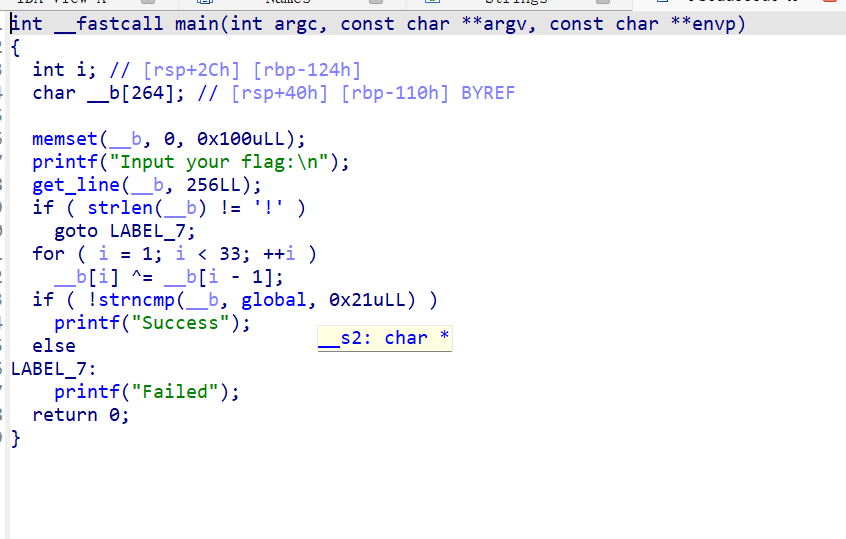 Names
int __fastcall main(int argc, const char **argv, const char **envp)
{
  int i; // [rsp+2Ch] [rbp-124h]
  char __b[264]; // [rsp+40h] [rbp-110h] BYREF
  memset(__b, 0, 0x100uLL);
  printf("Input your flag:\n");
  get_line(__b, 256LL);
  if ( strlen(__b) != '!' )
    goto LABEL_7;
  for ( i = 1; i < 33; ++i )
    __b[i] ^= __b[i - 1];
  if ( !strncmp(__b, global, 0x21uLL) )
    printf("Success");
  else
__s2: char *
LABEL_7:
    printf("Failed");
  return 0;
}